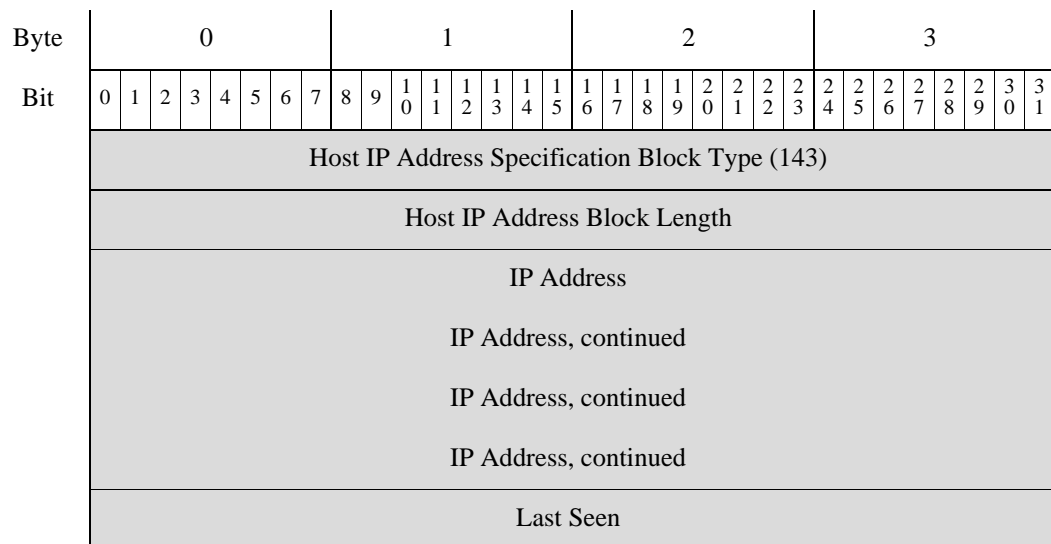 Byte 0 1 2 3
Bit 0 1 2 3 4 5 6 7 8 9 10 11 12 13 14 15 16 17 18 19 20 21 22 23 24 25 26 27 28 29 30 31
Host IP Address Specification Block Type (143)
Host IP Address Block Length
IP Address
IP Address, continued
IP Address, continued
IP Address, continued
Last Seen